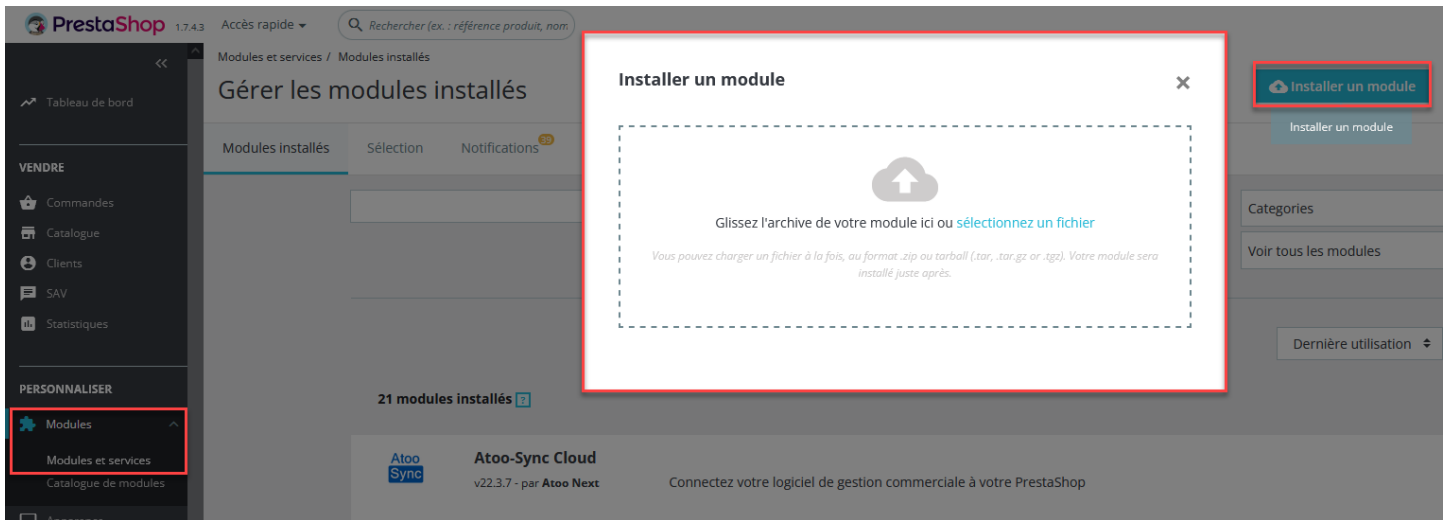 PrestaShop 1.7.4.3 Accès rapide Rechercher (ex. : référence produit, nom
Tableau de bord
VENDRE
Commandes
Catalogue
Clients
SAV
Statistiques
PERSONNALISER
Modules
Modules et services
Catalogue de modules
Modules et services / Modules installés
Gérer les modules installés
Modules installés Sélection Notifications 39
Installer un module
Glissez l'archive de votre module ici ou sélectionnez un fichier
Vous pouvez charger un fichier à la fois, au format .zip ou tarball (.tar, .tar.gz or .tgz). Votre module sera
installé juste après.
Installer un module
Installer un module
Categories
Voir tous les modules
Dernière utilisation
21 modules installés ?
Atoo
Sync
Atoo-Sync Cloud
v22.3.7 - par Atoo Next
Connectez votre logiciel de gestion commerciale à votre PrestaShop